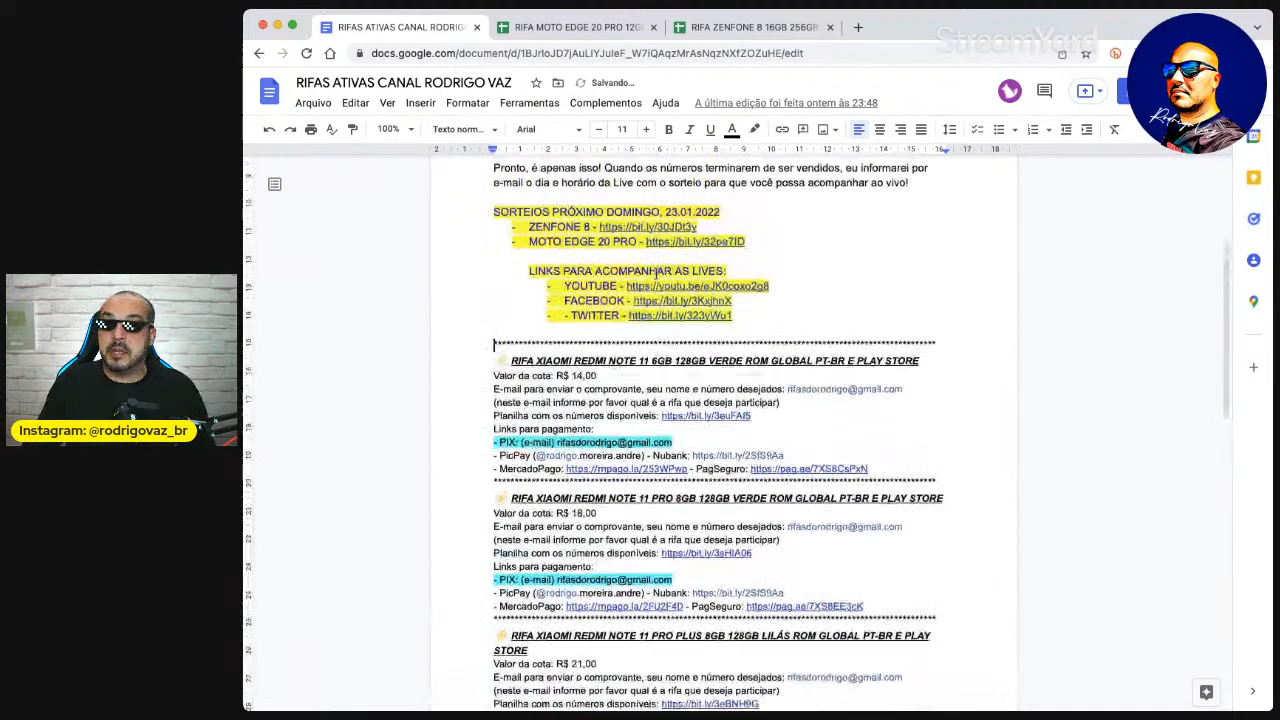 RIFAS ATIVAS CANAL RODRIGO VAZ
RIFA MOTO EDGE 20 PRO 12G
RIFA ZENFONE 8 16GB 256GB
StreamYard
docs.google.com/document/d/1BJrIoJD7jAuLIYJuleF_W7iQAqzMrAsNqzNXfZOZuHE/edit
RIFAS ATIVAS CANAL RODRIGO VAZ
Salvando...
Arquivo Editar Ver Inserir Formatar Ferramentas Complementos Ajuda A última edição foi feita ontem às 23:48
100% Texto norm... Arial 11
Pronto, é apenas isso! Quando os números terminarem de ser vendidos, eu informarei por
e-mail o dia e horário da Live com o sorteio para que você possa acompanhar ao vivo!
SORTEIOS PRÓXIMO DOMINGO, 23.01.2022
ZENFONE 8 - https://bit.ly/30JDt3y
- MOTO EDGE 20 PRO - https://bit.ly/32pe7ID
LINKS PARA ACOMPANHAR AS LIVES:
- YOUTUBE - https://youtu.be/eJK0coxo2g8
- FACEBOOK - https://bit.ly/3KxjhnX
- - TWITTER - https://bit.ly/323yWu1
RIFA XIAOMI REDMI NOTE 11 6GB 128GB VERDE ROM GLOBAL PT-BR E PLAY STORE
Valor da cota: R$ 14,00
E-mail para enviar o comprovante, seu nome e número desejados: rifasdorodrigo@gmail.com
(neste e-mail informe por favor qual é a rifa que deseja participar)
Planilha com os números disponíveis: https://bit.ly/3euFAf5
Links para pagamento:
- PIX: (e-mail) rifasdorodrigo@gmail.com
- PicPay (@rodrigo.moreira.andre) - Nubank: https://bit.ly/2SfS9Aa
- MercadoPago: https://mpago.la/253WPwp - PagSeguro: https://pag.ae/7XS8CsPxN
RIFA XIAOMI REDMI NOTE 11 PRO 8GB 128GB VERDE ROM GLOBAL PT-BR E PLAY STORE
Valor da cota: R$ 18,00
E-mail para enviar o comprovante, seu nome e número desejados: rifasdorodrigo@gmail.com
(neste e-mail informe por favor qual é a rifa que deseja participar)
Planilha com os números disponíveis: https://bit.ly/3sHIA06
Links para pagamento:
- PIX: (e-mail) rifasdorodrigo@gmail.com
- PicPay (@rodrigo.moreira.andre) - Nubank: https://bit.ly/2SfS9Aa
- MercadoPago: https://mpago.la/2FU2F4D - PagSeguro: https://pag.ae/7XS8EE3cK
RIFA XIAOMI REDMI NOTE 11 PRO PLUS 8GB 128GB LILÁS ROM GLOBAL PT-BR E PLAY
STORE
Valor da cota: R$ 21,00
E-mail para enviar o comprovante, seu nome e número desejados: rifasdorodrigo@gmail.com
(neste e-mail informe por favor qual é a rifa que deseja participar)
Planilha com os números disponíveis:
Instagram: @rodrigovaz_br